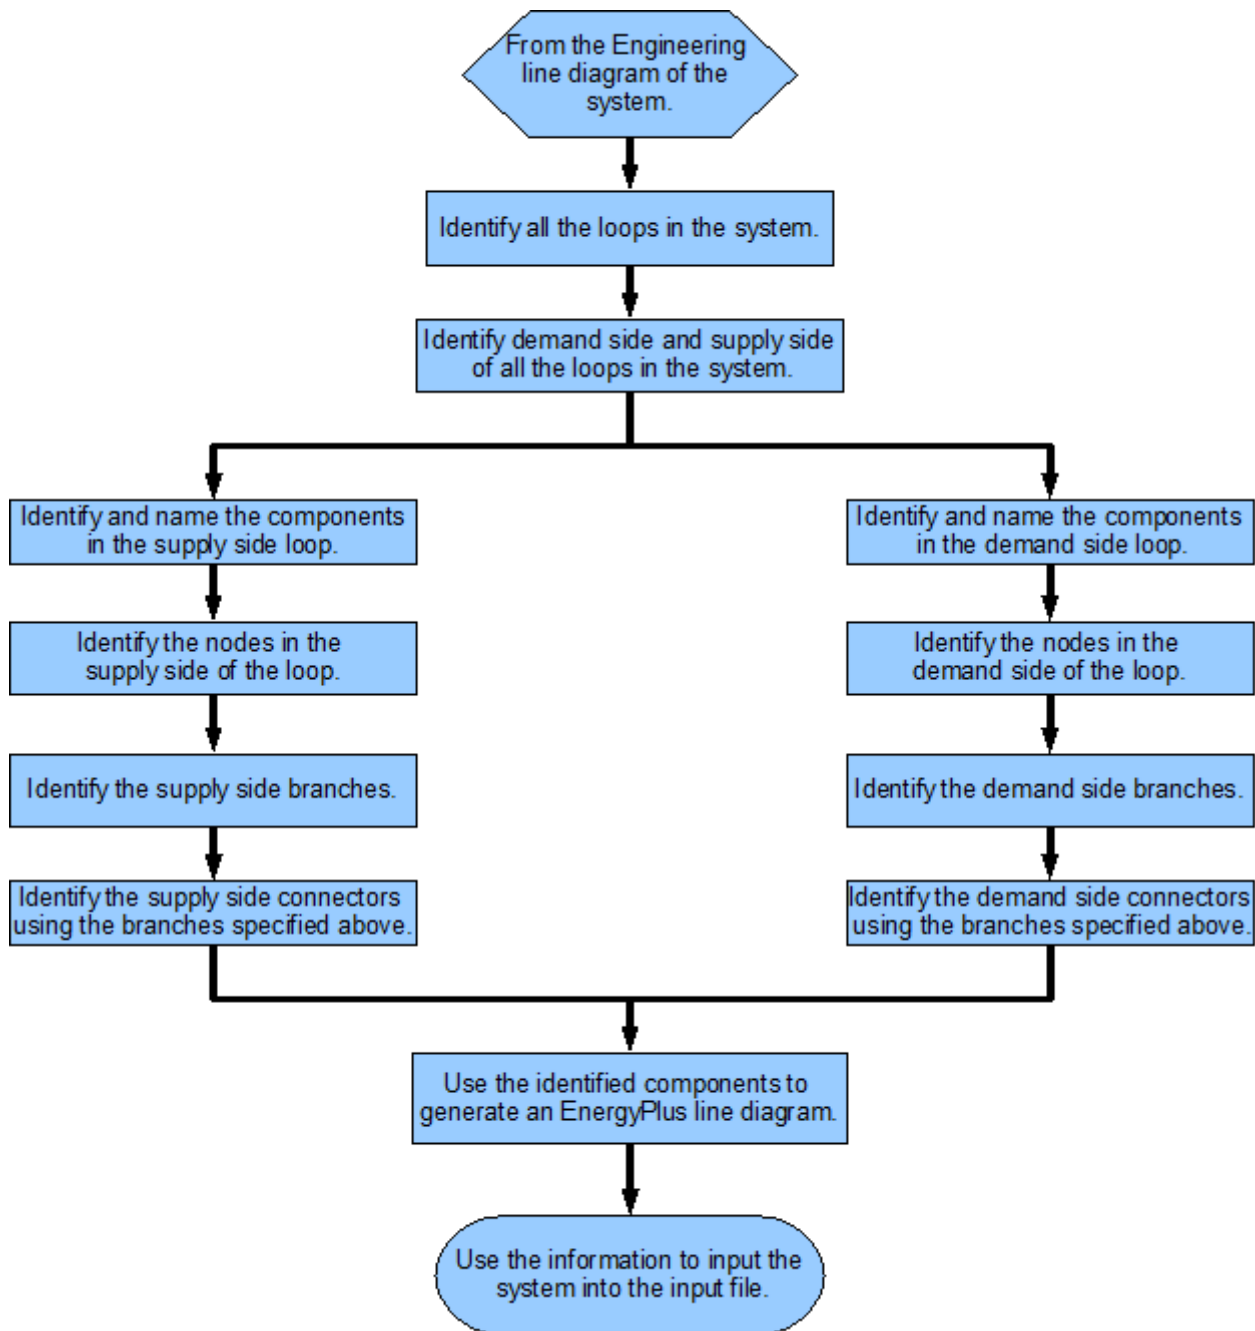 From the Engineering
line diagram of the
system.
Identify all the loops in the system.
Identify demand side and supply side
of all the loops in the system.
Identify and name the components
in the supply side loop.
Identify the nodes in the
supply side of the loop.
Identify the supply side branches.
Identify the supply side connectors
using the branches specified above.
Identify and name the components
in the demand side loop.
Identify the nodes in the
demand side of the loop.
Identify the demand side branches.
Identify the demand side connectors
using the branches specified above.
Use the identified components to
generate an EnergyPlus line diagram.
Use the information to input the
system into the input file.